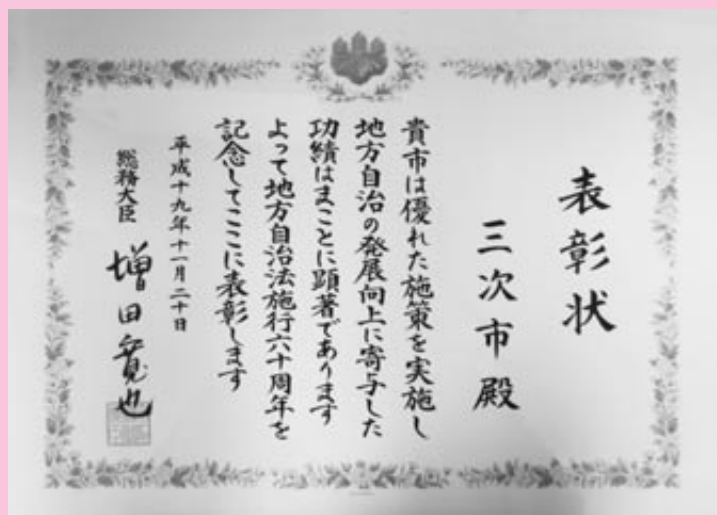 表彰状
三次市殿
貴市は優れた施策を実施し
地方自治の発展向上に寄与した
功績はまことに顕著であります
よって地方自治法施行六十周年を
記念してここに表彰します
平成十九年十一月二十日
総務大臣 増田寛也